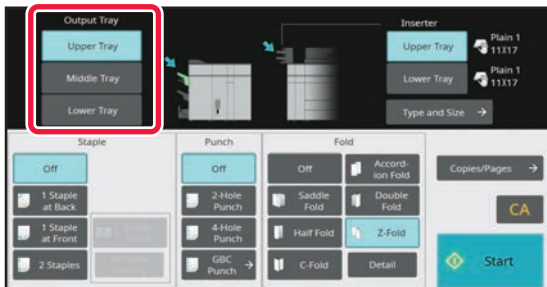 Output Tray
Upper Tray
Middle Tray
Lower Tray
Inserter
Upper Tray
Plain 1
11X17
Lower Tray
Plain 1
11X17
Type and Size
Staple
Off
1 Staple
at Back
1 Staple
at Front
2 Staples
Punch
Off
2-Hole
Punch
4-Hole
Punch
GBC
Punch
Fold
Off
Accord-
ion Fold
Saddle
Fold
Double
Fold
Half Fold
Z-Fold
C-Fold
Detail
Copies/Pages
CA
Start